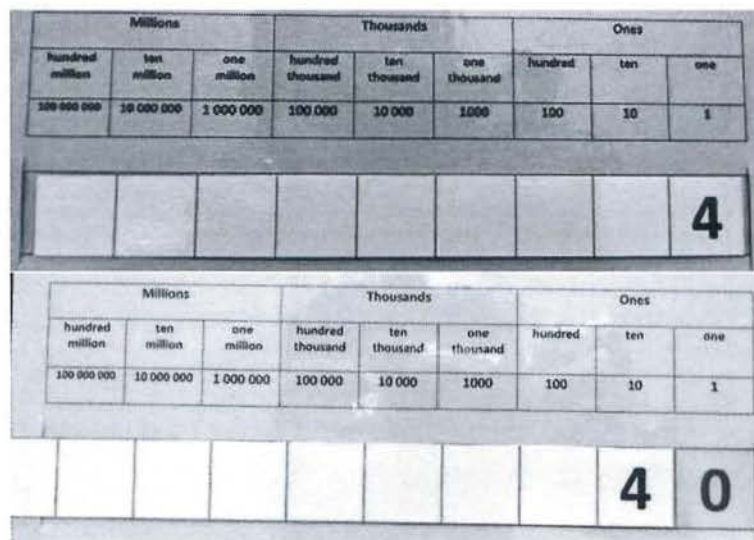 Millions Thousands Ones
hundred million ten million one million hundred thousand ten thousand one thousand hundred ten one
100 000 000 10 000 000 1 000 000 100 000 10 000 1000 100 10 1
4
Millions Thousands Ones
hundred million ten million one million hundred thousand ten thousand one thousand hundred ten one
100 000 000 10 000 000 1 000 000 100 000 10 000 1000 100 10 1
4 0